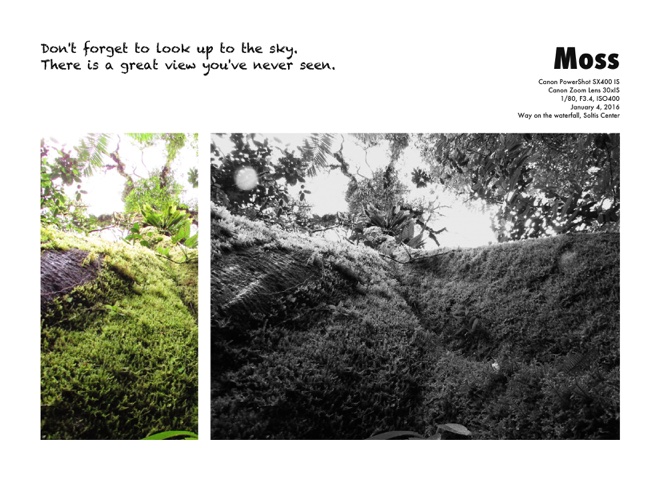 Don't forget to look up to the sky.
There is a great view you've never seen.
Moss
Canon PowerShot SX400 IS
Canon Zoom Lens 30xIS
1/80, F3.4, ISO400
January 4, 2016
Way on the waterfall, Soltis Center